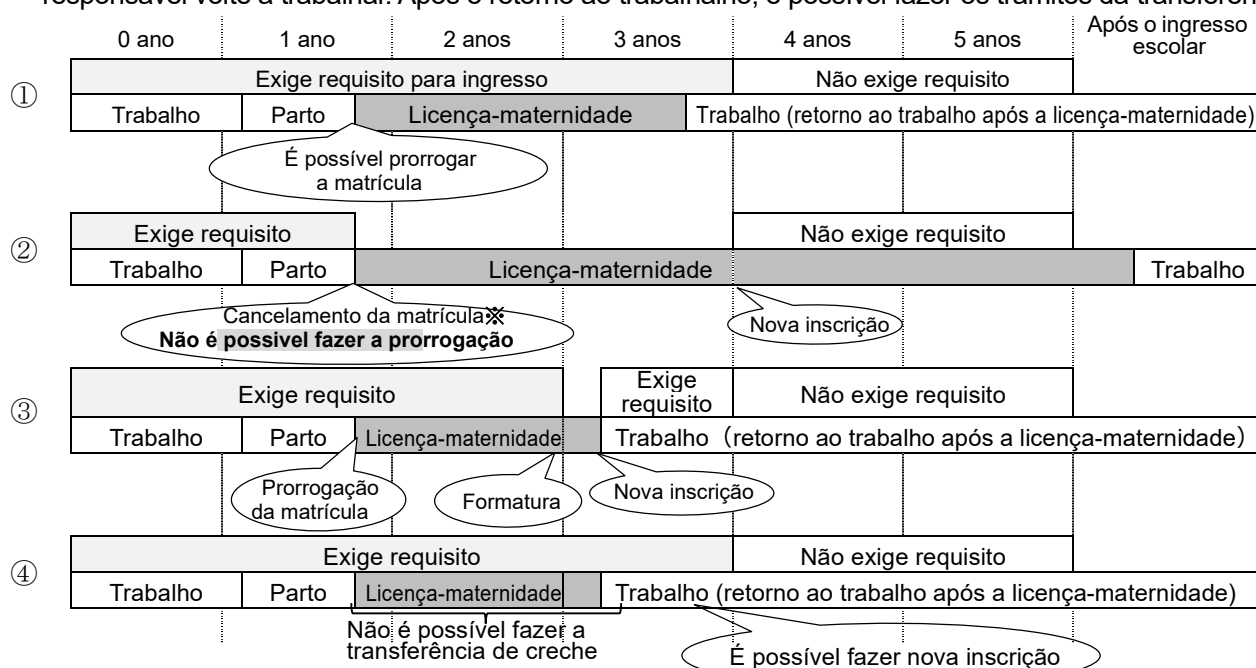 responsável volte a trabalhar. Após o retorno ao trabalhalho, é possível fazer os trâmites da transferên
0 ano 1 ano 2 anos 3 anos 4 anos 5 anos Após o ingresso escolar
①
Exige requisito para ingresso Não exige requisito
Trabalho Parto Licença-maternidade Trabalho (retorno ao trabalho após a licença-maternidade)
É possível prorrogar
a matrícula
②
Exige requisito Não exige requisito
Trabalho Parto Licença-maternidade Trabalho
Cancelamento da matrícula※
Não é possivel fazer a prorrogação
Nova inscrição
③
Exige requisito Exige requisito Não exige requisito
Trabalho Parto Licença-maternidade Trabalho（retorno ao trabalho após a licença-maternidade）
Prorrogação
da matrícula
Formatura
Nova inscrição
④
Exige requisito Não exige requisito
Trabalho Parto Licença-maternidade Trabalho (retorno ao trabalho após a licença-maternidade)
Não é possível fazer a
transferência de creche
É possível fazer nova inscrição